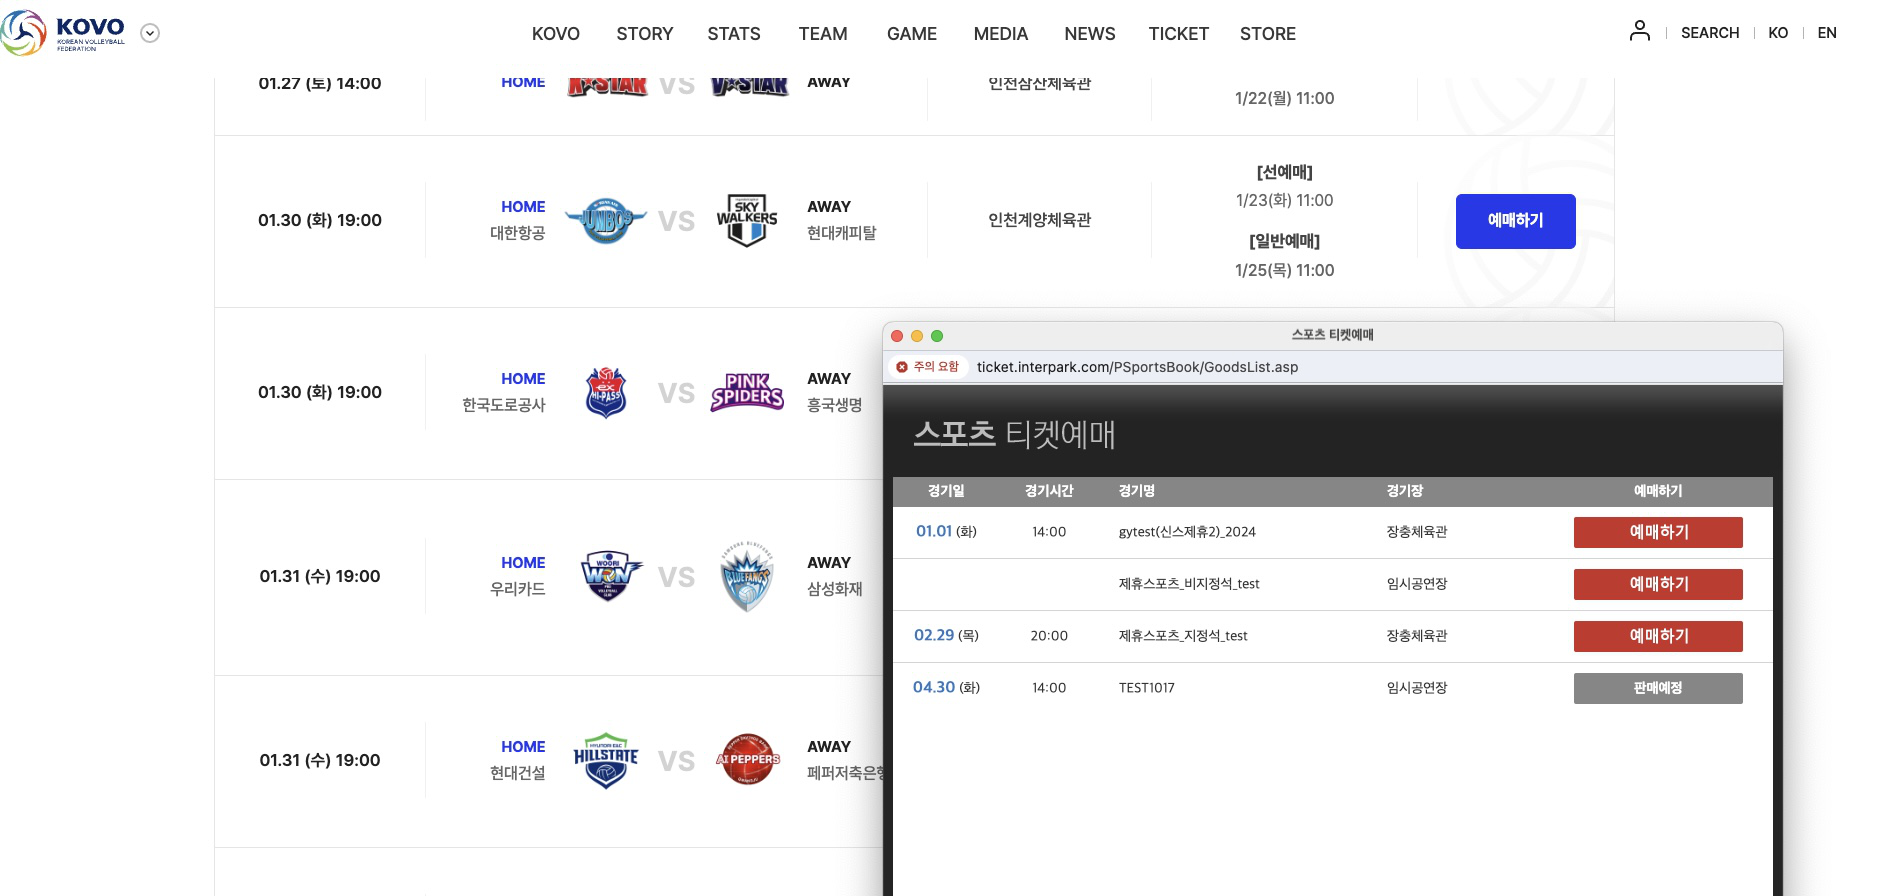 KOVO
KOREAN VOLLEYBALL
FEDERATION
KOVO STORY STATS TEAM GAME MEDIA NEWS TICKET STORE
SEARCH KO EN
01.27 (토) 14:00
HOME
K★STAR
VS
V★STAR
AWAY
인천삼산체육관
1/22(월) 11:00
01.30 (화) 19:00
HOME
대한항공
JUMBOS
VS
SKY
WALKERS
AWAY
현대캐피탈
인천계양체육관
[선예매]
1/23(화) 11:00
[일반예매]
1/25(목) 11:00
예매하기
01.30 (화) 19:00
HOME
한국도로공사
ex
HI-PASS
VS
PINK
SPIDERS
AWAY
흥국생명
01.31 (수) 19:00
HOME
우리카드
WOORI
WON
VS
BLUEFANGS
AWAY
삼성화재
01.31 (수) 19:00
HOME
현대건설
HYUNDAI E&C
HILLSTATE
VS
AI PEPPERS
AWAY
페퍼저축은행
스포츠 티켓예매
주의 요함 ticket.interpark.com/PSportsBook/GoodsList.asp
스포츠 티켓예매
경기일 경기시간 경기명 경기장 예매하기
01.01 (화) 14:00 gytest(신스제휴2)_2024 장충체육관 예매하기
제휴스포츠_비지정석_test 임시공연장 예매하기
02.29 (목) 20:00 제휴스포츠_지정석_test 장충체육관 예매하기
04.30 (화) 14:00 TEST1017 임시공연장 판매예정